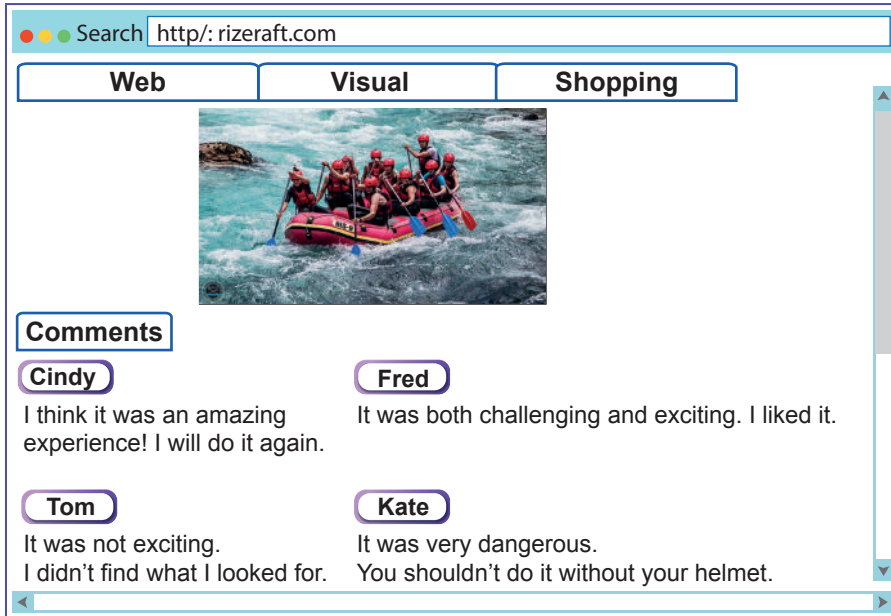 Search http/: rizeraft.com
Web Visual Shopping
Comments
Cindy
I think it was an amazing
experience! I will do it again.
Fred
It was both challenging and exciting. I liked it.
Tom
It was not exciting.
I didn’t find what I looked for.
Kate
It was very dangerous.
You shouldn’t do it without your helmet.